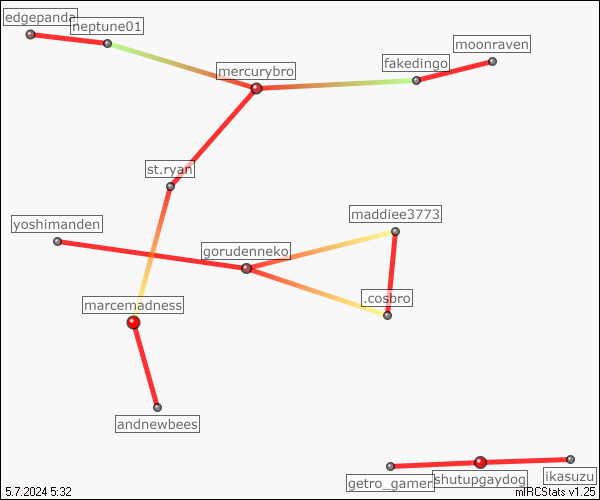 edgepanda
neptune01
moonraven
fakedingo
mercurybro
st.ryan
maddiee3773
yoshimanden
gorudenneko
.cosbro
marcemadness
andnewbees
ikasuzu
shutupgaydog
getro_gamer
5.7.2024 5:32
mIRCStats v1.25